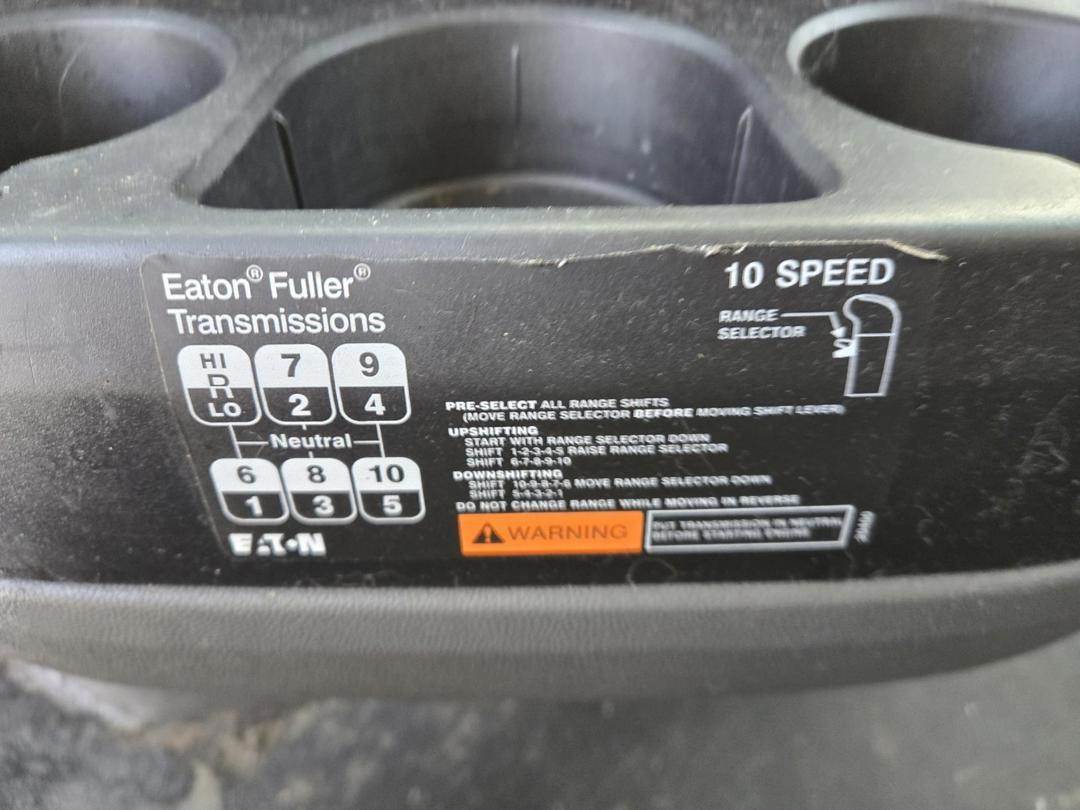 Eaton® Fuller®
Transmissions
10 SPEED
RANGE
SELECTOR
HI 7 9
R
LO 2 4
Neutral
6 8 10
1 3 5
EATON
PRE-SELECT ALL RANGE SHIFTS
(MOVE RANGE SELECTOR BEFORE MOVING SHIFT LEVER)
UPSHIFTING
START WITH RANGE SELECTOR DOWN
SHIFT 1-2-3-4-5 RAISE RANGE SELECTOR
SHIFT 6-7-8-9-10
DOWNSHIFTING
SHIFT 10-9-8-7-6 MOVE RANGE SELECTOR DOWN
SHIFT 5-4-3-2-1
DO NOT CHANGE RANGE WHILE MOVING IN REVERSE
WARNING
PUT TRANSMISSION IN NEUTRAL
BEFORE STARTING ENGINE